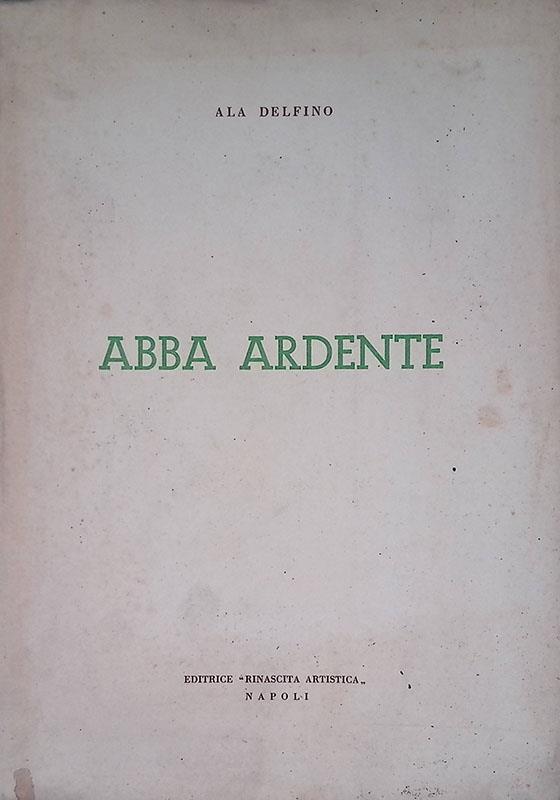 ALA DELFINO
ABBA ARDENTE
EDITRICE “RINASCITA ARTISTICA„
NAPOLI